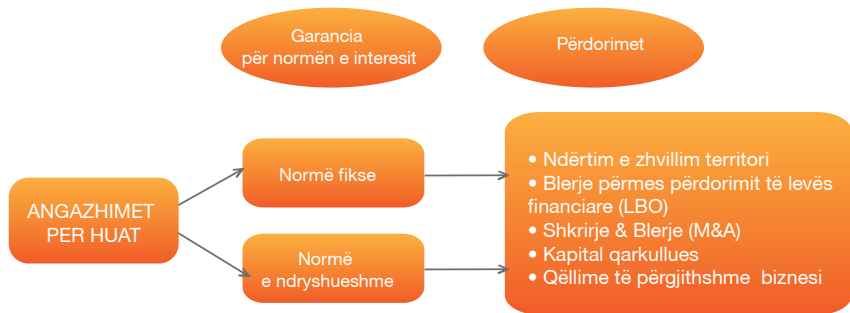 Garancia
për normën e interesit
Përdorimet
ANGAZHIMET
PER HUAT
Normë fikse
Normë
e ndryshueshme
• Ndërtim e zhvillim territori
• Blerje përmes përdorimit të levës
financiare (LBO)
• Shkrirje & Blerje (M&A)
• Kapital qarkullues
• Qëllime të përgjithshme  biznesi